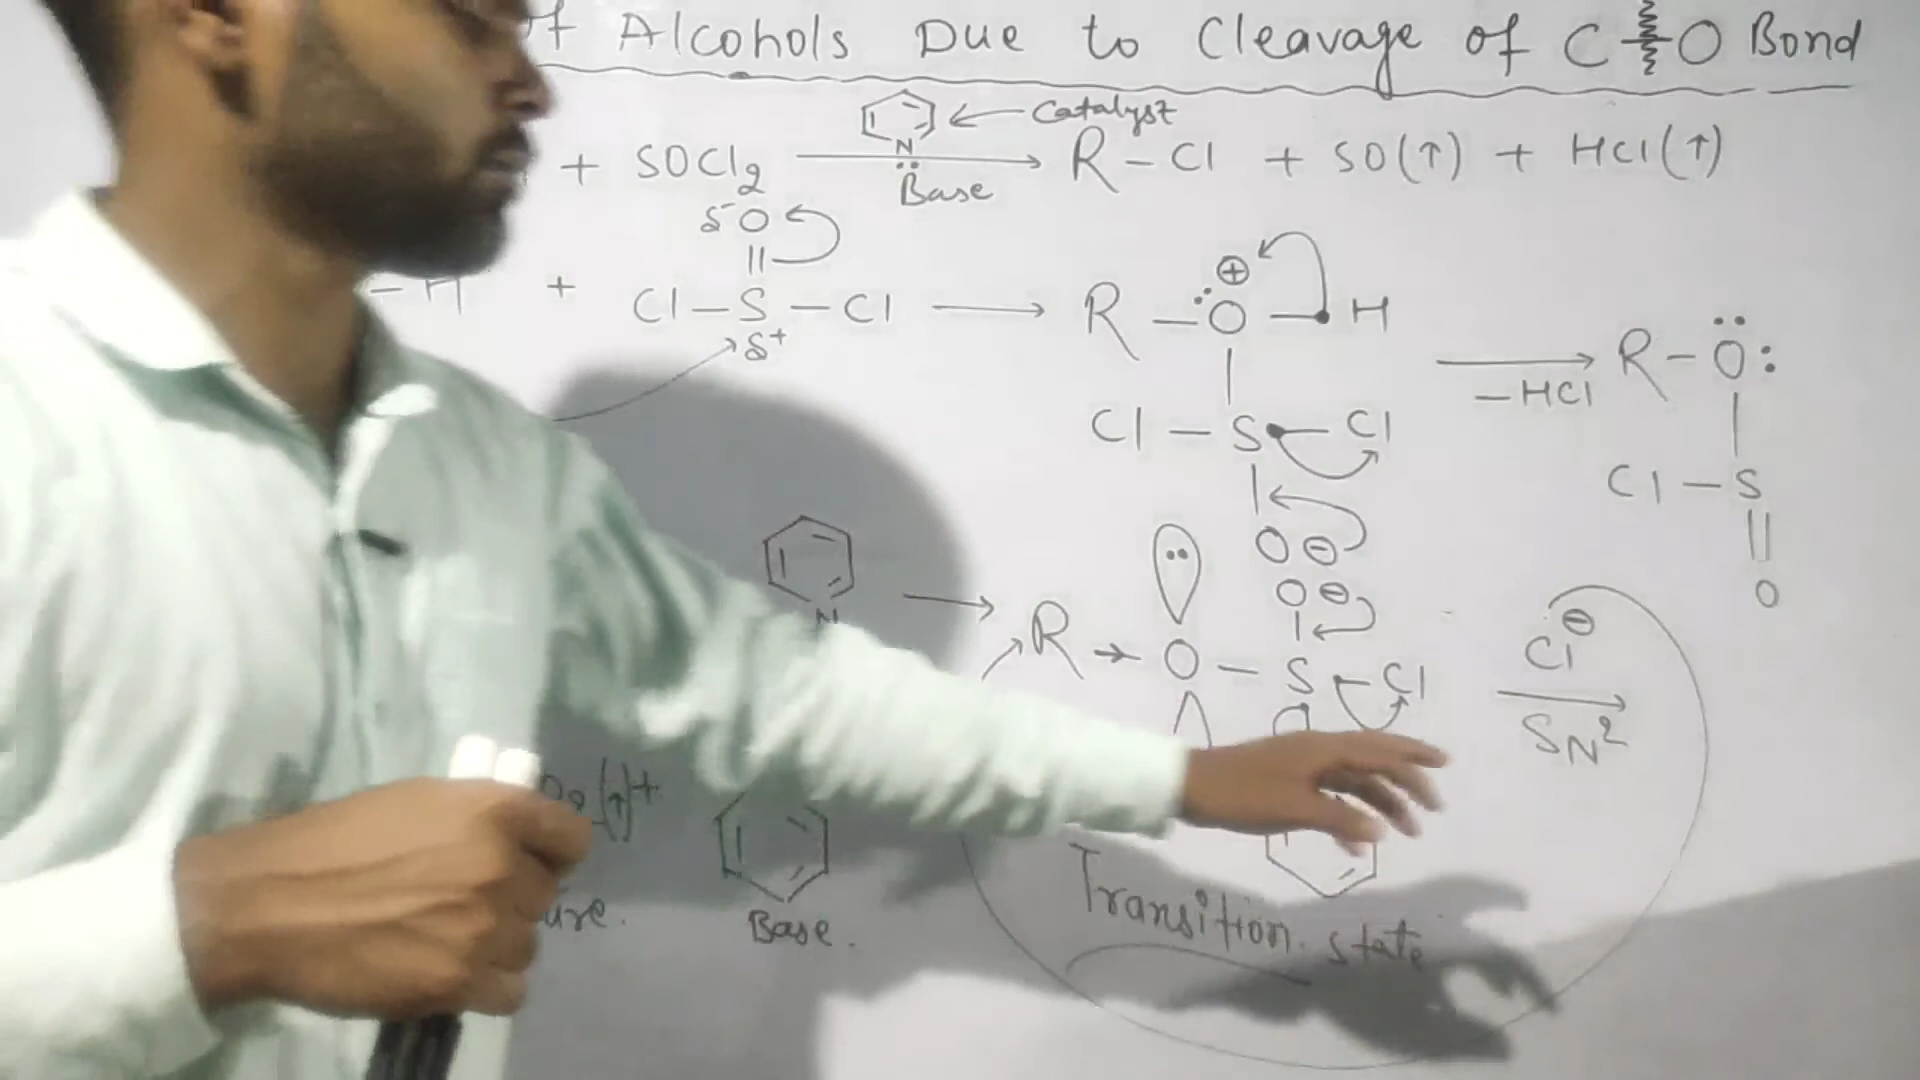 Of Alcohols Due to Cleavage of C O Bond
Catalyst
N
+ SOCl2 → R - Cl + SO(↑) + HCl(↑)
Base
δ- O
||
- H + Cl - S - Cl → R - O - H
⊕
δ+
Cl - S - Cl
|
O ⊖
- HCl
R - O:
|
Cl - S
||
O
N
→
O ⊖
|
R → O - S - Cl
Cl⊖
SN2
(↑) +
ure.
Base.
Transition state